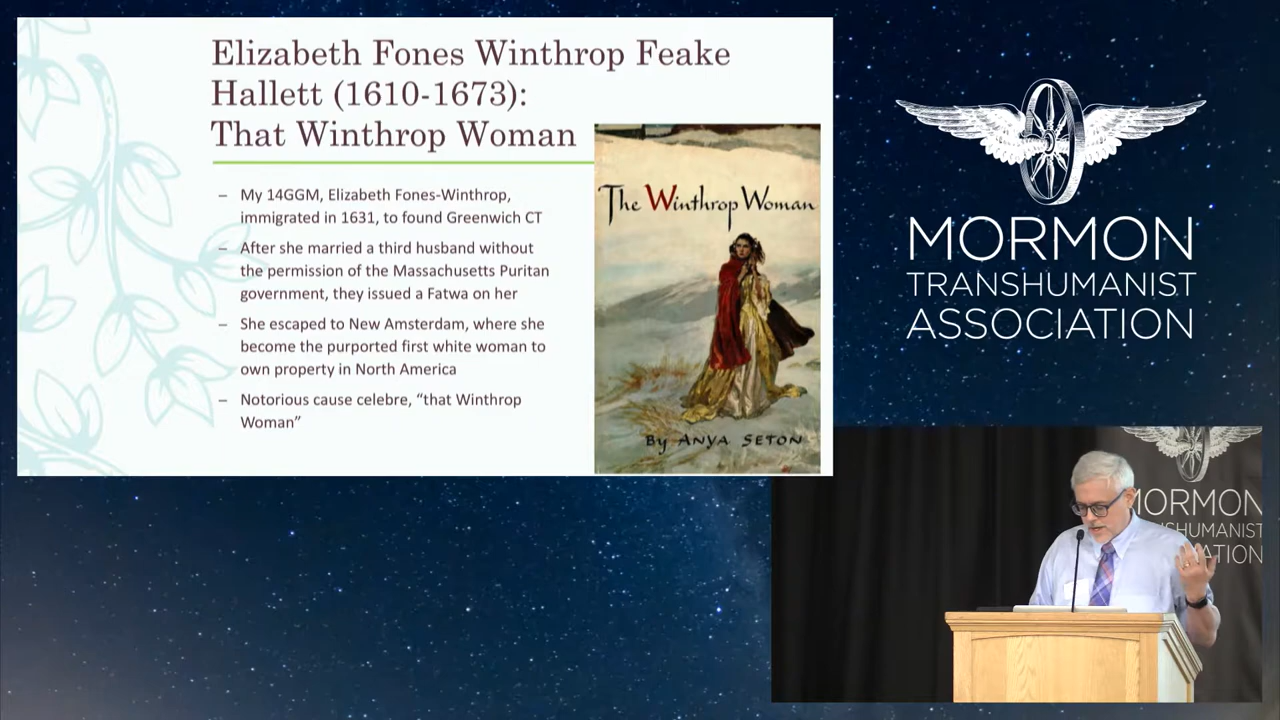 Elizabeth Fones Winthrop Feake
Hallett (1610-1673):
That Winthrop Woman
– My 14GGM, Elizabeth Fones-Winthrop,
immigrated in 1631, to found Greenwich CT
– After she married a third husband without
the permission of the Massachusetts Puritan
government, they issued a Fatwa on her
– She escaped to New Amsterdam, where she
become the purported first white woman to
own property in North America
– Notorious cause celebre, “that Winthrop
Woman”
The Winthrop Woman
By ANYA SETON
MORMON
TRANSHUMANIST
ASSOCIATION
MORMON
SHUMANIST
ATION